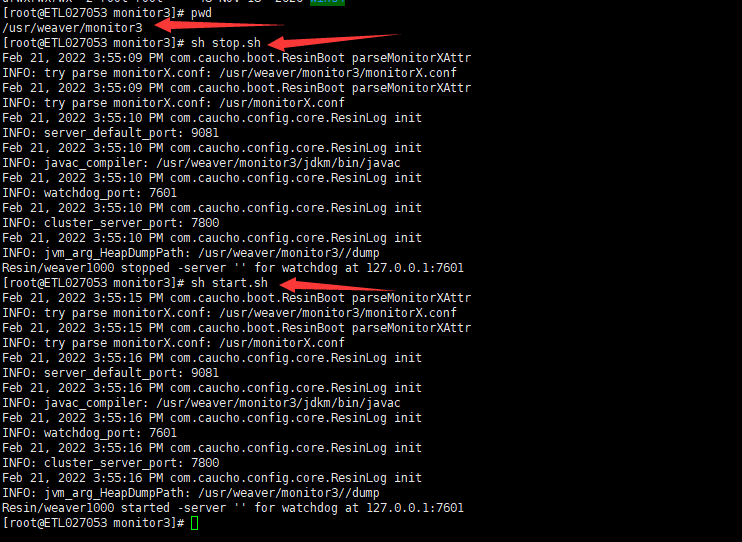 [root@ETL027053 monitor3]# pwd
/usr/weaver/monitor3
[root@ETL027053 monitor3]# sh stop.sh
Feb 21, 2022 3:55:09 PM com.caucho.boot.ResinBoot parseMonitorXAttr
INFO: try parse monitorX.conf: /usr/weaver/monitor3/monitorX.conf
Feb 21, 2022 3:55:09 PM com.caucho.boot.ResinBoot parseMonitorXAttr
INFO: try parse monitorX.conf: /usr/monitorX.conf
Feb 21, 2022 3:55:10 PM com.caucho.config.core.ResinLog init
INFO: server_default_port: 9081
Feb 21, 2022 3:55:10 PM com.caucho.config.core.ResinLog init
INFO: javac_compiler: /usr/weaver/monitor3/jdkm/bin/javac
Feb 21, 2022 3:55:10 PM com.caucho.config.core.ResinLog init
INFO: watchdog_port: 7601
Feb 21, 2022 3:55:10 PM com.caucho.config.core.ResinLog init
INFO: cluster_server_port: 7800
Feb 21, 2022 3:55:10 PM com.caucho.config.core.ResinLog init
INFO: jvm_arg_HeapDumpPath: /usr/weaver/monitor3//dump
Resin/weaver1000 stopped -server '' for watchdog at 127.0.0.1:7601
[root@ETL027053 monitor3]# sh start.sh
Feb 21, 2022 3:55:15 PM com.caucho.boot.ResinBoot parseMonitorXAttr
INFO: try parse monitorX.conf: /usr/weaver/monitor3/monitorX.conf
Feb 21, 2022 3:55:15 PM com.caucho.boot.ResinBoot parseMonitorXAttr
INFO: try parse monitorX.conf: /usr/monitorX.conf
Feb 21, 2022 3:55:16 PM com.caucho.config.core.ResinLog init
INFO: server_default_port: 9081
Feb 21, 2022 3:55:16 PM com.caucho.config.core.ResinLog init
INFO: javac_compiler: /usr/weaver/monitor3/jdkm/bin/javac
Feb 21, 2022 3:55:16 PM com.caucho.config.core.ResinLog init
INFO: watchdog_port: 7601
Feb 21, 2022 3:55:16 PM com.caucho.config.core.ResinLog init
INFO: cluster_server_port: 7800
Feb 21, 2022 3:55:16 PM com.caucho.config.core.ResinLog init
INFO: jvm_arg_HeapDumpPath: /usr/weaver/monitor3//dump
Resin/weaver1000 started -server '' for watchdog at 127.0.0.1:7601
[root@ETL027053 monitor3]#